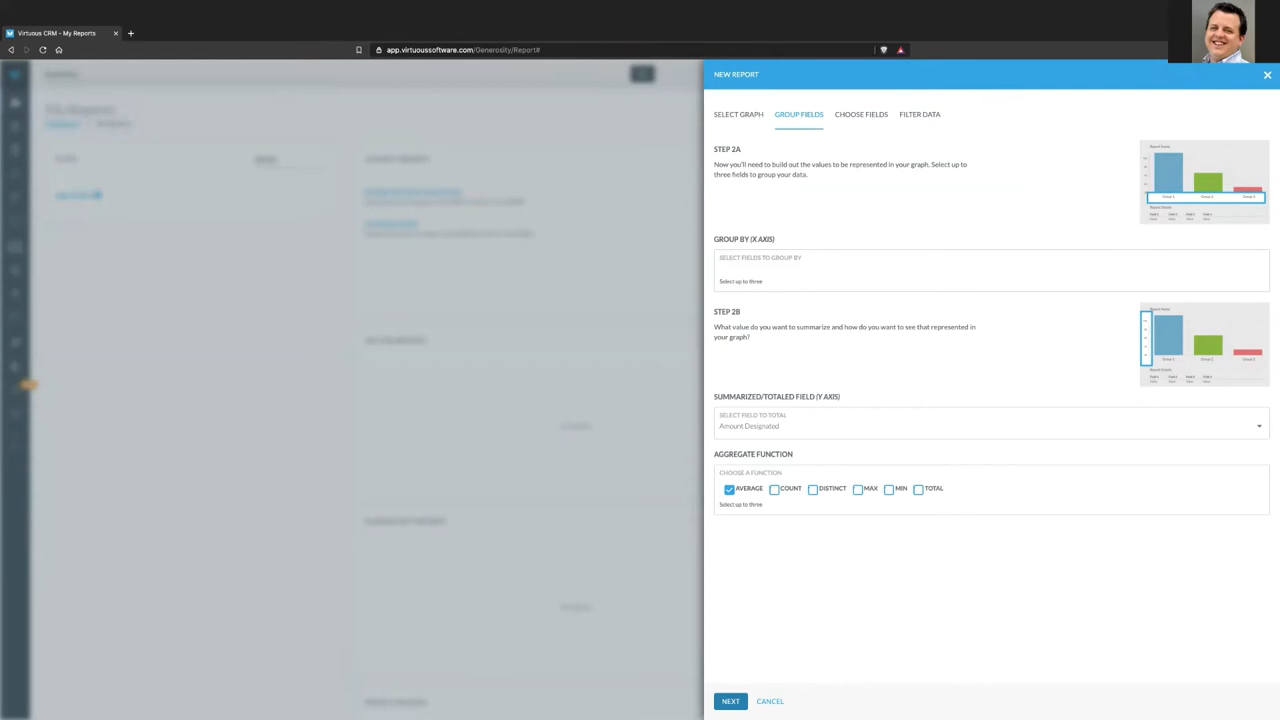 Virtuous CRM - My Reports
app.virtuoussoftware.com/Generosity/Report#
NEW REPORT
SELECT GRAPH
GROUP FIELDS
CHOOSE FIELDS
FILTER DATA
STEP 2A
Now you'll need to build out the values to be represented in your graph. Select up to
three fields to group your data.
GROUP BY (X AXIS)
SELECT FIELDS TO GROUP BY
Select up to three
STEP 2B
What value do you want to summarize and how do you want to see that represented in
your graph?
SUMMARIZED/TOTALED FIELD (Y AXIS)
SELECT FIELD TO TOTAL
Amount Designated
AGGREGATE FUNCTION
CHOOSE A FUNCTION
AVERAGE
COUNT
DISTINCT
MAX
MIN
TOTAL
Select up to three
NEXT
CANCEL